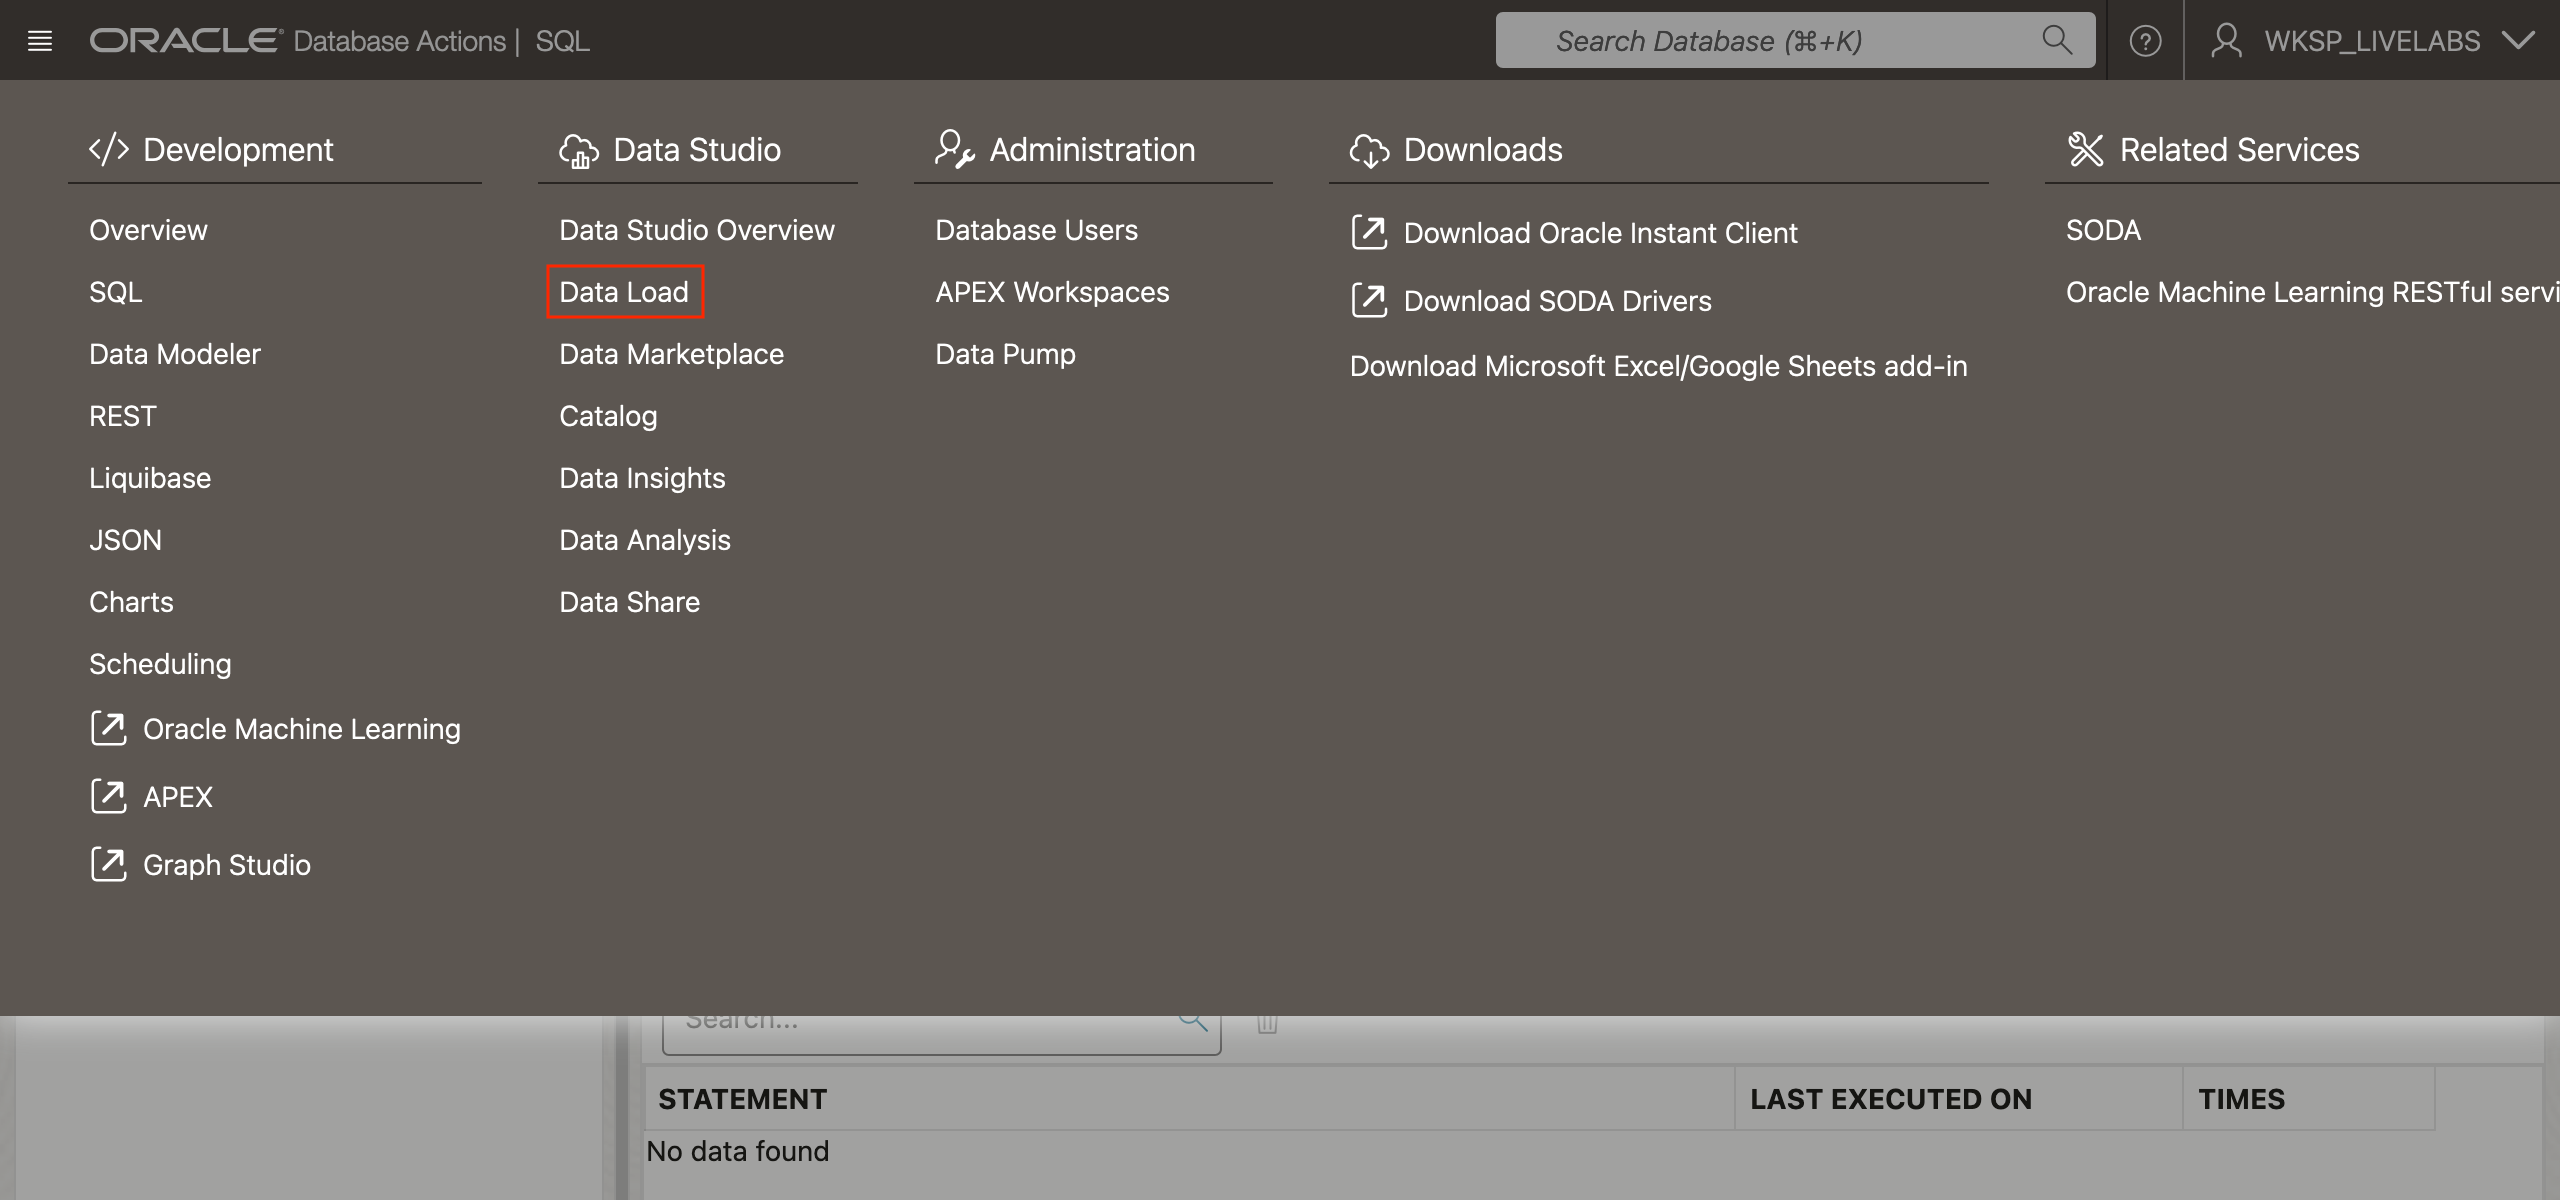 ORACLE Database Actions | SQL
Search Database (⌘+K)
WKSP_LIVELABS
Development
Overview
SQL
Data Modeler
REST
Liquibase
JSON
Charts
Scheduling
Oracle Machine Learning
APEX
Graph Studio
Data Studio
Data Studio Overview
Data Load
Data Marketplace
Catalog
Data Insights
Data Analysis
Data Share
Administration
Database Users
APEX Workspaces
Data Pump
Downloads
Download Oracle Instant Client
Download SODA Drivers
Download Microsoft Excel/Google Sheets add-in
Related Services
SODA
Oracle Machine Learning RESTful servi
Search...
STATEMENT LAST EXECUTED ON TIMES
No data found